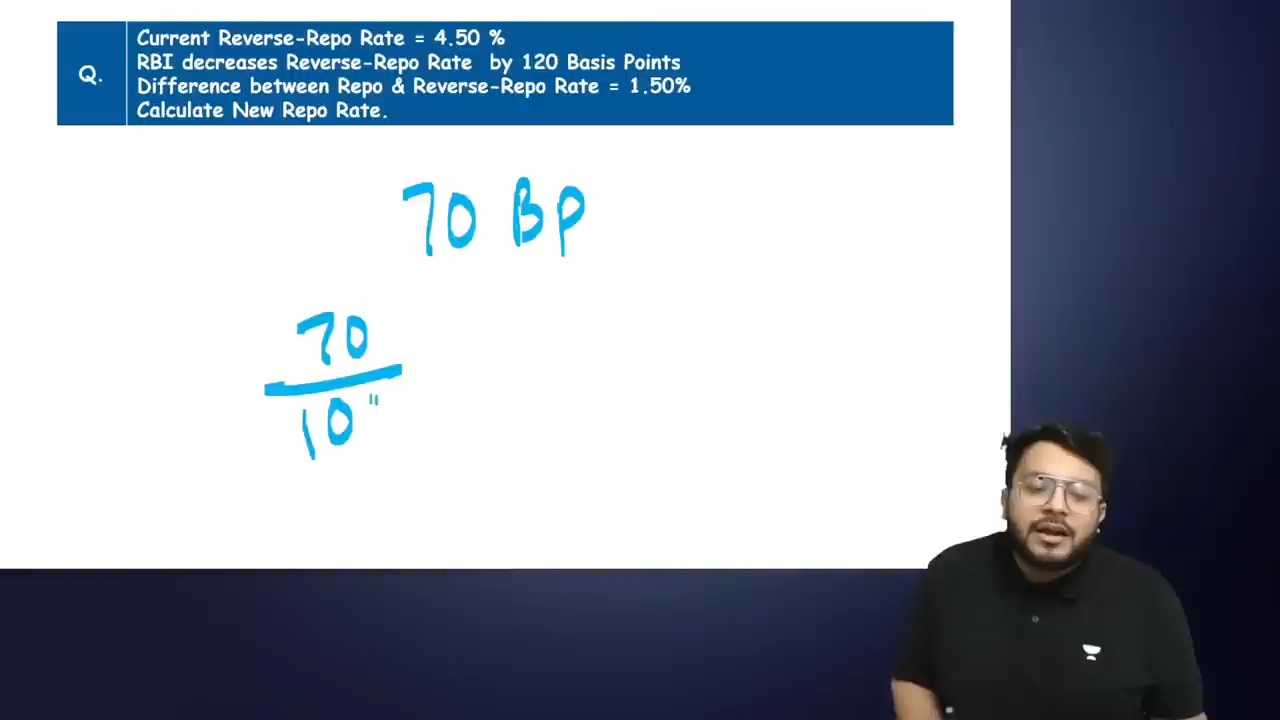 Q.
Current Reverse-Repo Rate = 4.50 %
RBI decreases Reverse-Repo Rate by 120 Basis Points
Difference between Repo & Reverse-Repo Rate = 1.50%
Calculate New Repo Rate.
70 BP
70
10